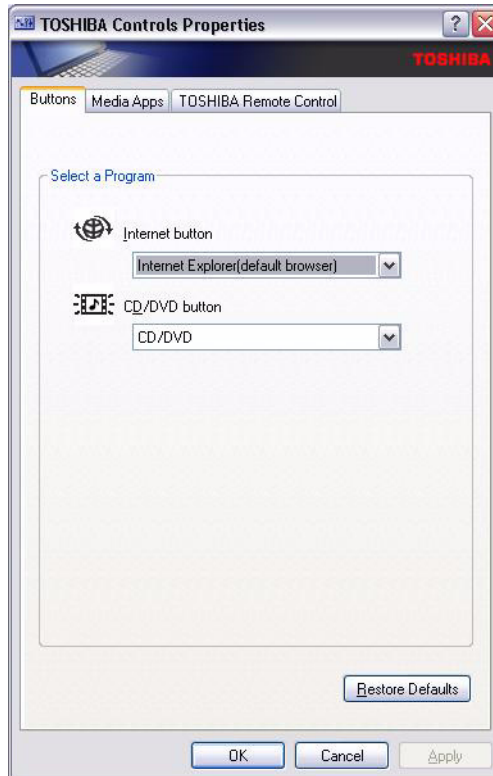 TOSHIBA Controls Properties
TOSHIBA
Buttons Media Apps TOSHIBA Remote Control
Select a Program
Internet button
Internet Explorer(default browser)
CD/DVD button
CD/DVD
Restore Defaults
OK Cancel Apply